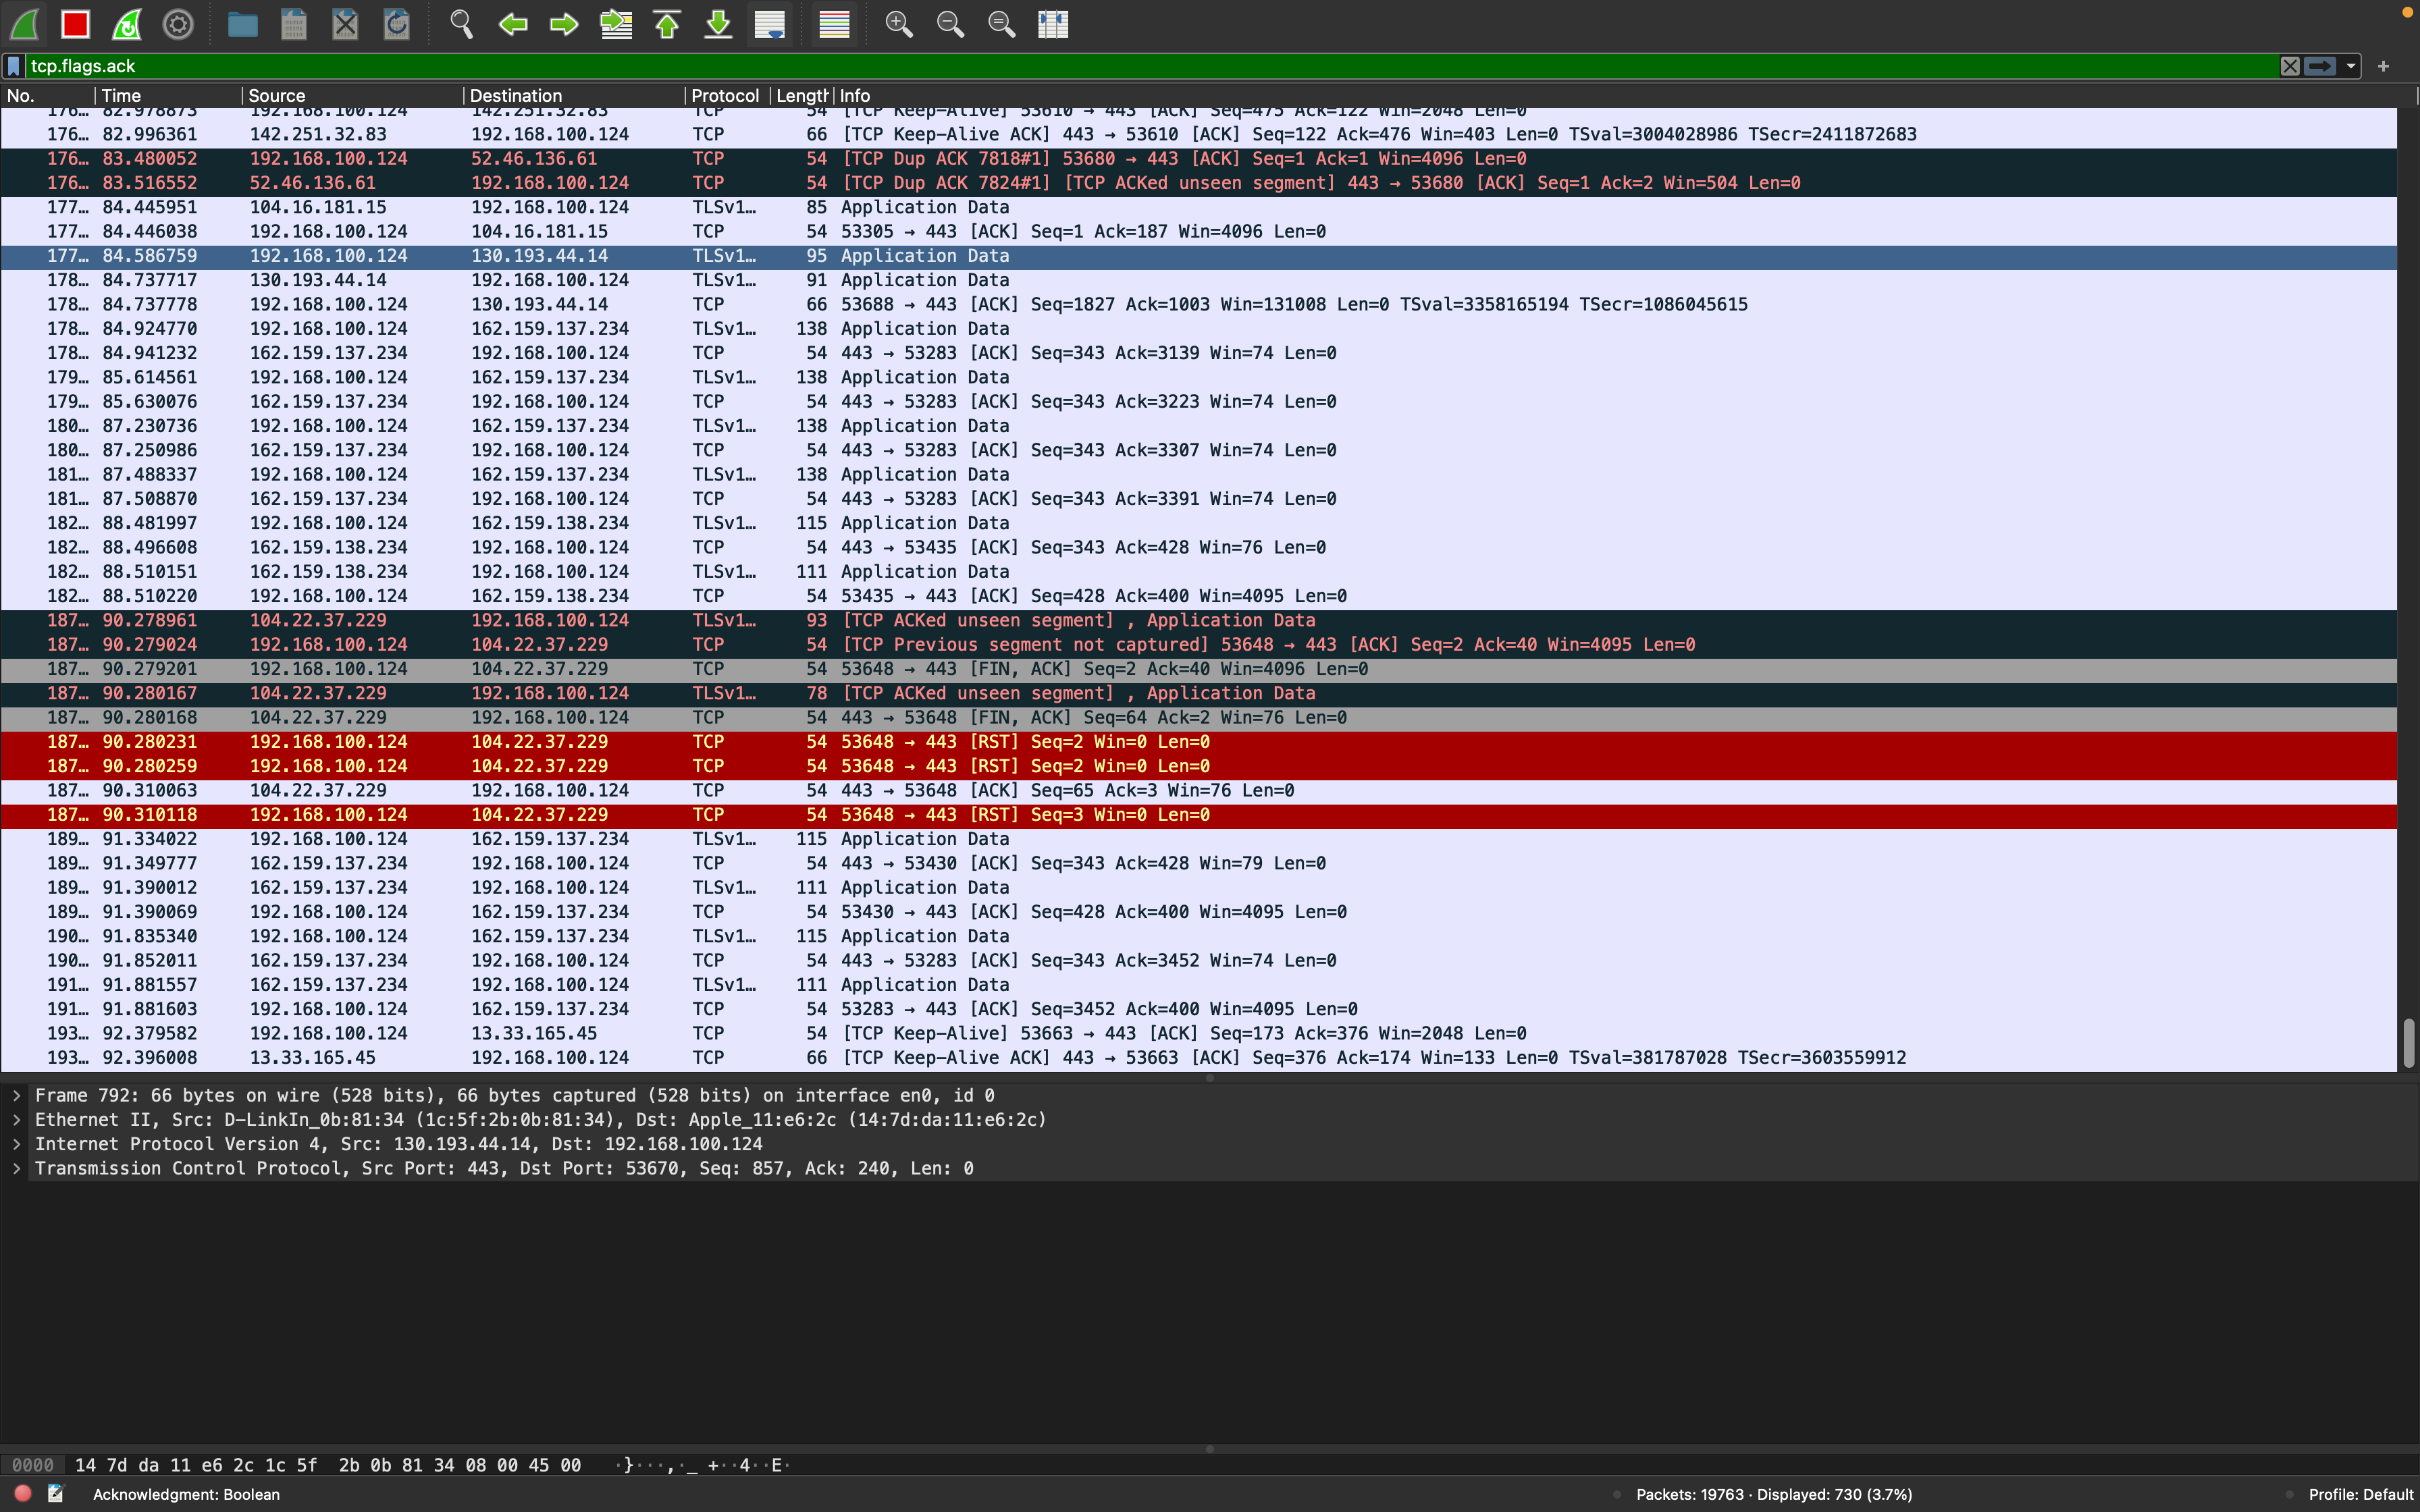 tcp.flags.ack
No. Time Source Destination Protocol Length Info
176… 82.978873 192.168.100.124 142.251.32.83 TCP 54 [TCP Keep-Alive] 53610 → 443 [ACK] Seq=475 Ack=122 Win=2048 Len=0
176… 82.996361 142.251.32.83 192.168.100.124 TCP 66 [TCP Keep-Alive ACK] 443 → 53610 [ACK] Seq=122 Ack=476 Win=403 Len=0 TSval=3004028986 TSecr=2411872683
176… 83.480052 192.168.100.124 52.46.136.61 TCP 54 [TCP Dup ACK 7818#1] 53680 → 443 [ACK] Seq=1 Ack=1 Win=4096 Len=0
176… 83.516552 52.46.136.61 192.168.100.124 TCP 54 [TCP Dup ACK 7824#1] [TCP ACKed unseen segment] 443 → 53680 [ACK] Seq=1 Ack=2 Win=504 Len=0
177… 84.445951 104.16.181.15 192.168.100.124 TLSv1… 85 Application Data
177… 84.446038 192.168.100.124 104.16.181.15 TCP 54 53305 → 443 [ACK] Seq=1 Ack=187 Win=4096 Len=0
177… 84.586759 192.168.100.124 130.193.44.14 TLSv1… 95 Application Data
178… 84.737717 130.193.44.14 192.168.100.124 TLSv1… 91 Application Data
178… 84.737778 192.168.100.124 130.193.44.14 TCP 66 53688 → 443 [ACK] Seq=1827 Ack=1003 Win=131008 Len=0 TSval=3358165194 TSecr=1086045615
178… 84.924770 192.168.100.124 162.159.137.234 TLSv1… 138 Application Data
178… 84.941232 162.159.137.234 192.168.100.124 TCP 54 443 → 53283 [ACK] Seq=343 Ack=3139 Win=74 Len=0
179… 85.614561 192.168.100.124 162.159.137.234 TLSv1… 138 Application Data
179… 85.630076 162.159.137.234 192.168.100.124 TCP 54 443 → 53283 [ACK] Seq=343 Ack=3223 Win=74 Len=0
180… 87.230736 192.168.100.124 162.159.137.234 TLSv1… 138 Application Data
180… 87.250986 162.159.137.234 192.168.100.124 TCP 54 443 → 53283 [ACK] Seq=343 Ack=3307 Win=74 Len=0
181… 87.488337 192.168.100.124 162.159.137.234 TLSv1… 138 Application Data
181… 87.508870 162.159.137.234 192.168.100.124 TCP 54 443 → 53283 [ACK] Seq=343 Ack=3391 Win=74 Len=0
182… 88.481997 192.168.100.124 162.159.138.234 TLSv1… 115 Application Data
182… 88.496608 162.159.138.234 192.168.100.124 TCP 54 443 → 53435 [ACK] Seq=343 Ack=428 Win=76 Len=0
182… 88.510151 162.159.138.234 192.168.100.124 TLSv1… 111 Application Data
182… 88.510220 192.168.100.124 162.159.138.234 TCP 54 53435 → 443 [ACK] Seq=428 Ack=400 Win=4095 Len=0
187… 90.278961 104.22.37.229 192.168.100.124 TLSv1… 93 [TCP ACKed unseen segment] , Application Data
187… 90.279024 192.168.100.124 104.22.37.229 TCP 54 [TCP Previous segment not captured] 53648 → 443 [ACK] Seq=2 Ack=40 Win=4095 Len=0
187… 90.279201 192.168.100.124 104.22.37.229 TCP 54 53648 → 443 [FIN, ACK] Seq=2 Ack=40 Win=4096 Len=0
187… 90.280167 104.22.37.229 192.168.100.124 TLSv1… 78 [TCP ACKed unseen segment] , Application Data
187… 90.280168 104.22.37.229 192.168.100.124 TCP 54 443 → 53648 [FIN, ACK] Seq=64 Ack=2 Win=76 Len=0
187… 90.280231 192.168.100.124 104.22.37.229 TCP 54 53648 → 443 [RST] Seq=2 Win=0 Len=0
187… 90.280259 192.168.100.124 104.22.37.229 TCP 54 53648 → 443 [RST] Seq=2 Win=0 Len=0
187… 90.310063 104.22.37.229 192.168.100.124 TCP 54 443 → 53648 [ACK] Seq=65 Ack=3 Win=76 Len=0
187… 90.310118 192.168.100.124 104.22.37.229 TCP 54 53648 → 443 [RST] Seq=3 Win=0 Len=0
189… 91.334022 192.168.100.124 162.159.137.234 TLSv1… 115 Application Data
189… 91.349777 162.159.137.234 192.168.100.124 TCP 54 443 → 53430 [ACK] Seq=343 Ack=428 Win=79 Len=0
189… 91.390012 162.159.137.234 192.168.100.124 TLSv1… 111 Application Data
189… 91.390069 192.168.100.124 162.159.137.234 TCP 54 53430 → 443 [ACK] Seq=428 Ack=400 Win=4095 Len=0
190… 91.835340 192.168.100.124 162.159.137.234 TLSv1… 115 Application Data
190… 91.852011 162.159.137.234 192.168.100.124 TCP 54 443 → 53283 [ACK] Seq=343 Ack=3452 Win=74 Len=0
191… 91.881557 162.159.137.234 192.168.100.124 TLSv1… 111 Application Data
191… 91.881603 192.168.100.124 162.159.137.234 TCP 54 53283 → 443 [ACK] Seq=3452 Ack=400 Win=4095 Len=0
193… 92.379582 192.168.100.124 13.33.165.45 TCP 54 [TCP Keep-Alive] 53663 → 443 [ACK] Seq=173 Ack=376 Win=2048 Len=0
193… 92.396008 13.33.165.45 192.168.100.124 TCP 66 [TCP Keep-Alive ACK] 443 → 53663 [ACK] Seq=376 Ack=174 Win=133 Len=0 TSval=381787028 TSecr=3603559912
Frame 792: 66 bytes on wire (528 bits), 66 bytes captured (528 bits) on interface en0, id 0
Ethernet II, Src: D-LinkIn_0b:81:34 (1c:5f:2b:0b:81:34), Dst: Apple_11:e6:2c (14:7d:da:11:e6:2c)
Internet Protocol Version 4, Src: 130.193.44.14, Dst: 192.168.100.124
Transmission Control Protocol, Src Port: 443, Dst Port: 53670, Seq: 857, Ack: 240, Len: 0
0000 14 7d da 11 e6 2c 1c 5f 2b 0b 81 34 08 00 45 00 ·}···,·_ +··4··E·
Acknowledgment: Boolean
Packets: 19763 · Displayed: 730 (3.7%)
Profile: Default